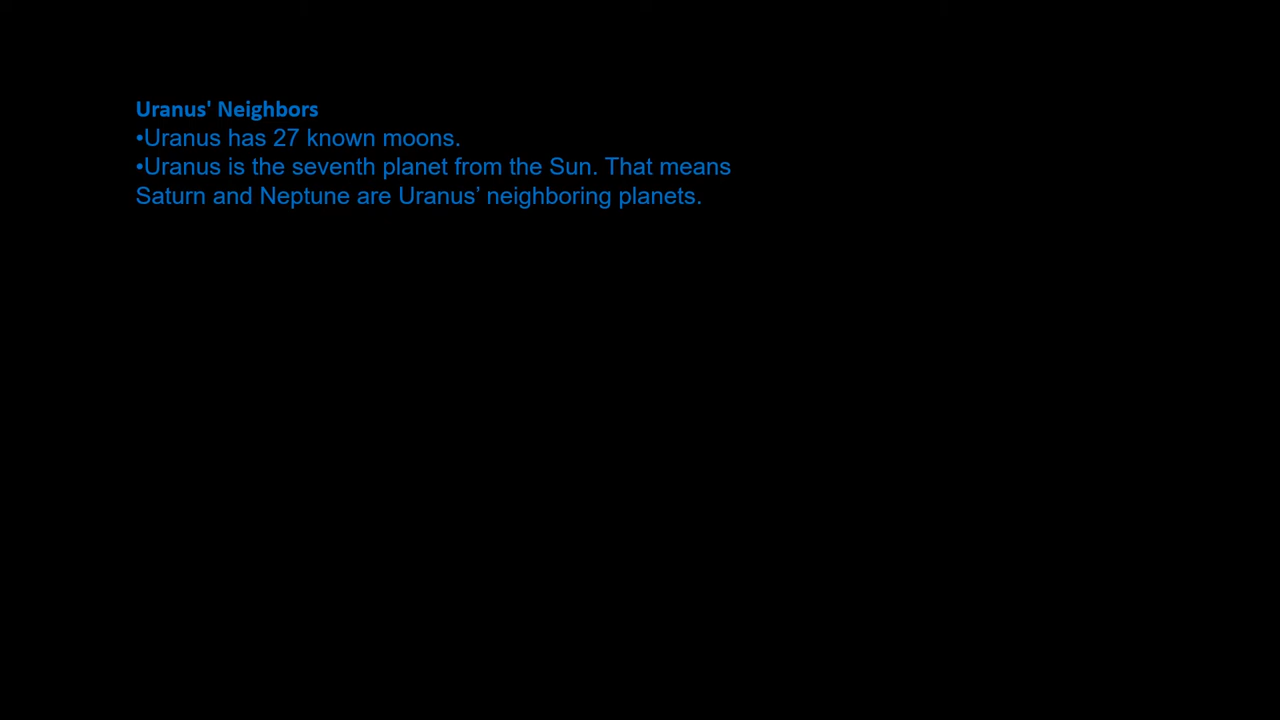 Uranus' Neighbors
•Uranus has 27 known moons.
•Uranus is the seventh planet from the Sun. That means
Saturn and Neptune are Uranus’ neighboring planets.